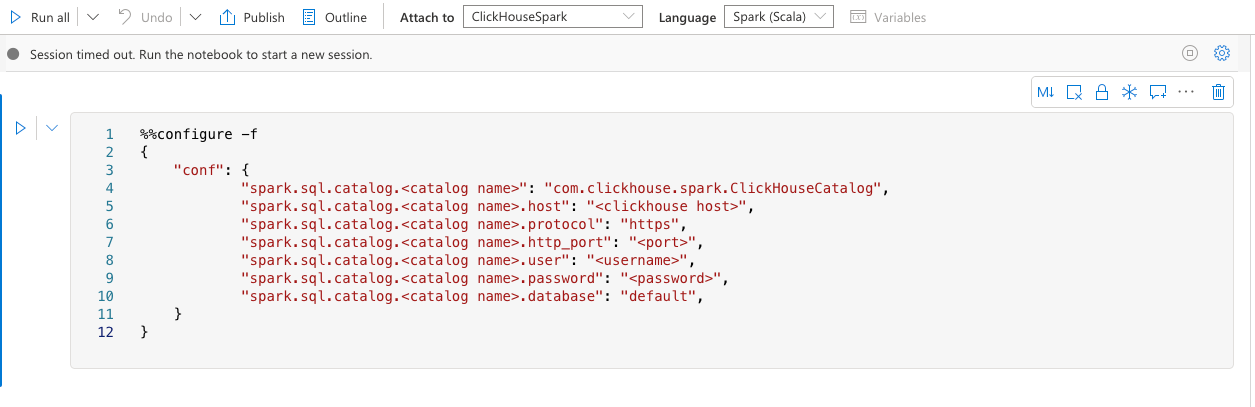 Run all Undo Publish Outline Attach to ClickHouseSpark Language Spark (Scala) Variables
Session timed out. Run the notebook to start a new session.
M↓ ...
1 %%configure -f
2 {
3 "conf": {
4 "spark.sql.catalog.<catalog name>": "com.clickhouse.spark.ClickHouseCatalog",
5 "spark.sql.catalog.<catalog name>.host": "<clickhouse host>",
6 "spark.sql.catalog.<catalog name>.protocol": "https",
7 "spark.sql.catalog.<catalog name>.http_port": "<port>",
8 "spark.sql.catalog.<catalog name>.user": "<username>",
9 "spark.sql.catalog.<catalog name>.password": "<password>",
10 "spark.sql.catalog.<catalog name>.database": "default",
11 }
12 }